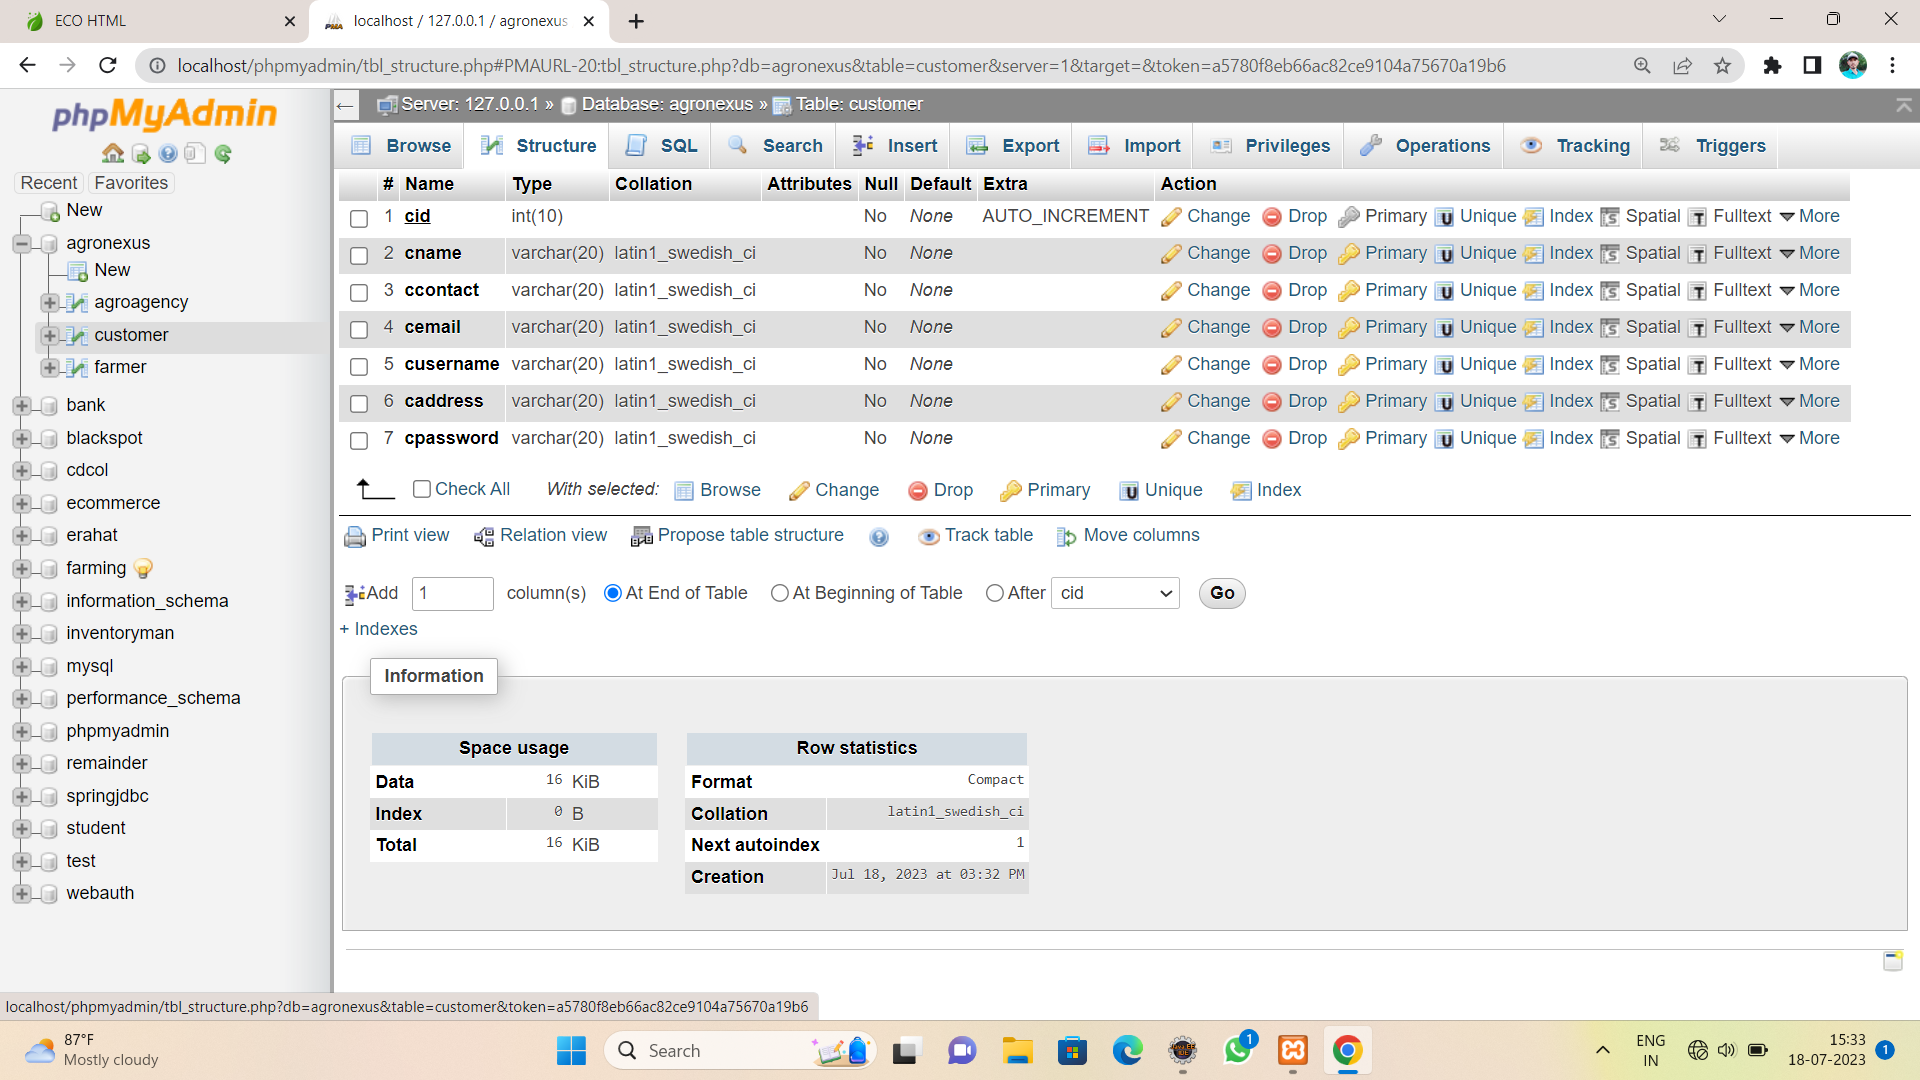 ECO HTML
localhost / 127.0.0.1 / agronexus
localhost/phpmyadmin/tbl_structure.php#PMAURL-20:tbl_structure.php?db=agronexus&table=customer&server=1&target=&token=a5780f8eb66ac82ce9104a75670a19b6
phpMyAdmin
Recent Favorites
New
agronexus
New
agroagency
customer
farmer
bank
blackspot
cdcol
ecommerce
erahat
farming
information_schema
inventoryman
mysql
performance_schema
phpmyadmin
remainder
springjdbc
student
test
webauth
Server: 127.0.0.1 » Database: agronexus » Table: customer
Browse Structure SQL Search Insert Export Import Privileges Operations Tracking Triggers
# Name Type Collation Attributes Null Default Extra Action
1 cid int(10) No None AUTO_INCREMENT Change Drop Primary Unique Index Spatial Fulltext More
2 cname varchar(20) latin1_swedish_ci No None Change Drop Primary Unique Index Spatial Fulltext More
3 ccontact varchar(20) latin1_swedish_ci No None Change Drop Primary Unique Index Spatial Fulltext More
4 cemail varchar(20) latin1_swedish_ci No None Change Drop Primary Unique Index Spatial Fulltext More
5 cusername varchar(20) latin1_swedish_ci No None Change Drop Primary Unique Index Spatial Fulltext More
6 caddress varchar(20) latin1_swedish_ci No None Change Drop Primary Unique Index Spatial Fulltext More
7 cpassword varchar(20) latin1_swedish_ci No None Change Drop Primary Unique Index Spatial Fulltext More
Check All With selected: Browse Change Drop Primary Unique Index
Print view Relation view Propose table structure Track table Move columns
Add 1 column(s) At End of Table At Beginning of Table After cid Go
+ Indexes
Information
Space usage
Data 16 KiB
Index 0 B
Total 16 KiB
Row statistics
Format Compact
Collation latin1_swedish_ci
Next autoindex 1
Creation Jul 18, 2023 at 03:32 PM
localhost/phpmyadmin/tbl_structure.php?db=agronexus&table=customer&token=a5780f8eb66ac82ce9104a75670a19b6
87°F
Mostly cloudy
Search
1
ENG
IN
15:33
18-07-2023
1